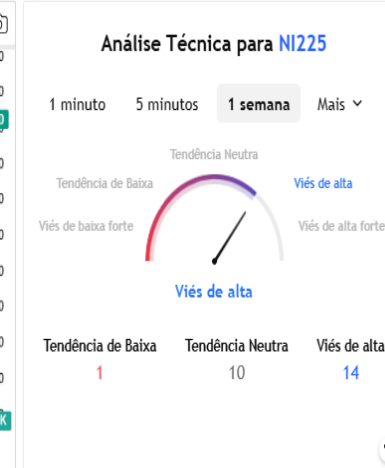 Análise Técnica para NI225
1 minuto 5 minutos 1 semana Mais
Tendência Neutra
Tendência de Baixa Viés de alta
Viés de baixa forte Viés de alta forte
Viés de alta
Tendência de Baixa Tendência Neutra Viés de alta
1 10 14
K